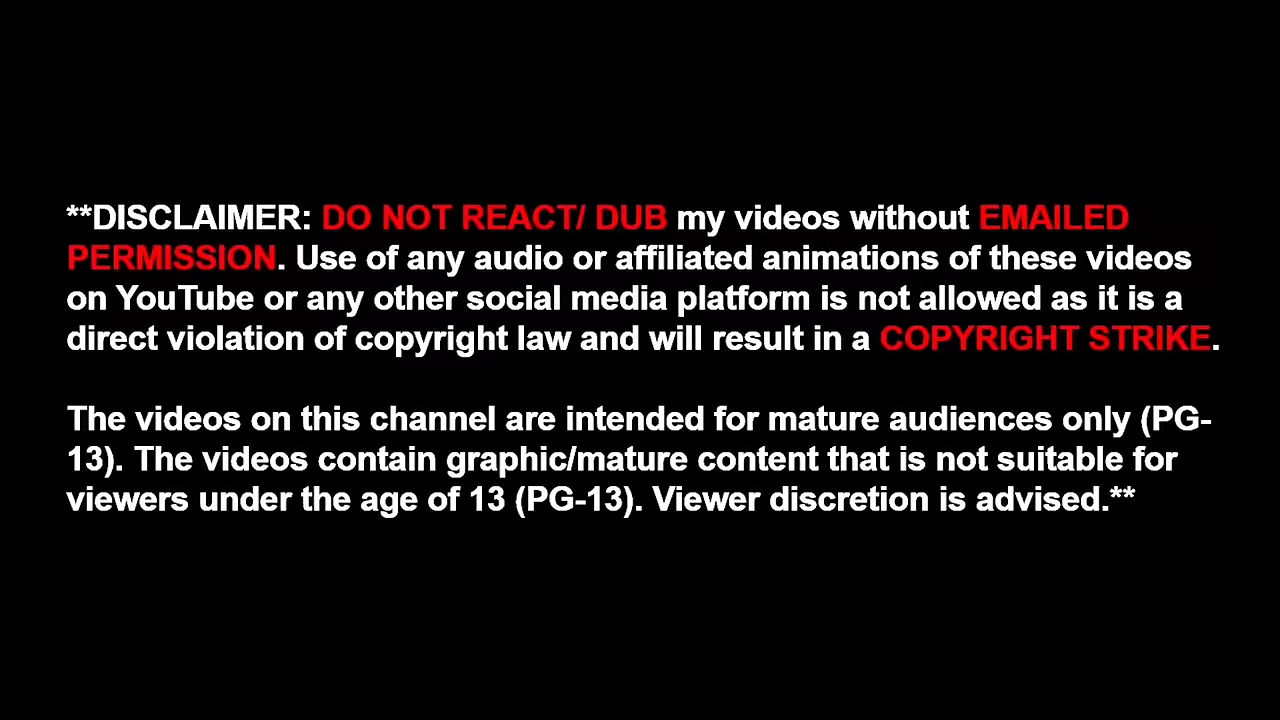 **DISCLAIMER: DO NOT REACT/ DUB my videos without EMAILED
PERMISSION. Use of any audio or affiliated animations of these videos
on YouTube or any other social media platform is not allowed as it is a
direct violation of copyright law and will result in a COPYRIGHT STRIKE.
The videos on this channel are intended for mature audiences only (PG-
13). The videos contain graphic/mature content that is not suitable for
viewers under the age of 13 (PG-13). Viewer discretion is advised.**